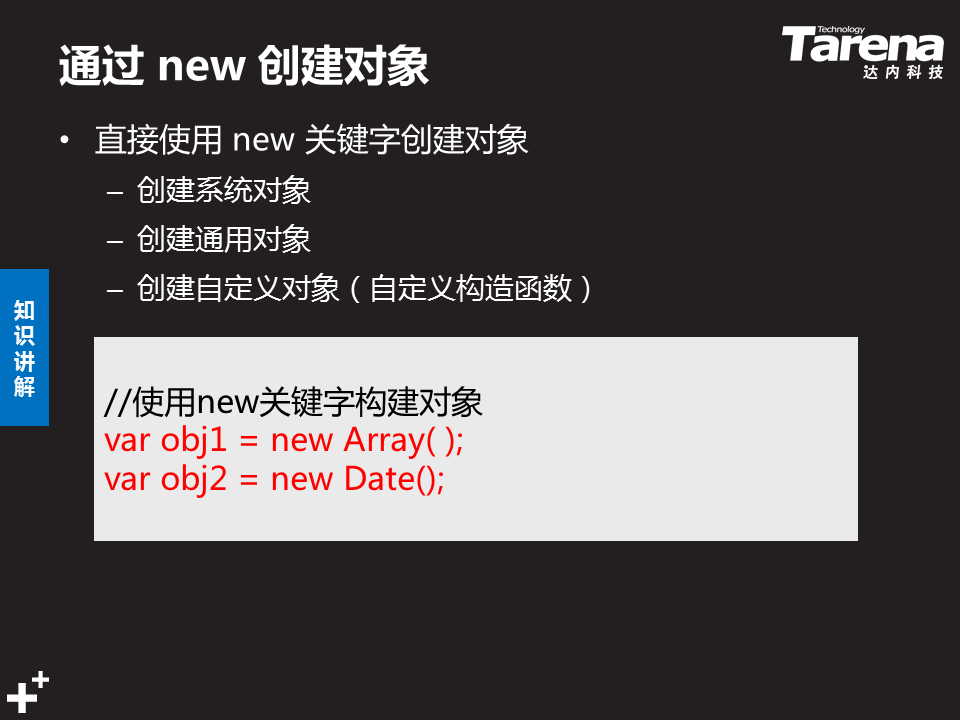 通过 new 创建对象
Technology
Tarena
达内科技
• 直接使用 new 关键字创建对象
– 创建系统对象
– 创建通用对象
– 创建自定义对象（自定义构造函数）
知识讲解
//使用new关键字构建对象
var obj1 = new Array( );
var obj2 = new Date();